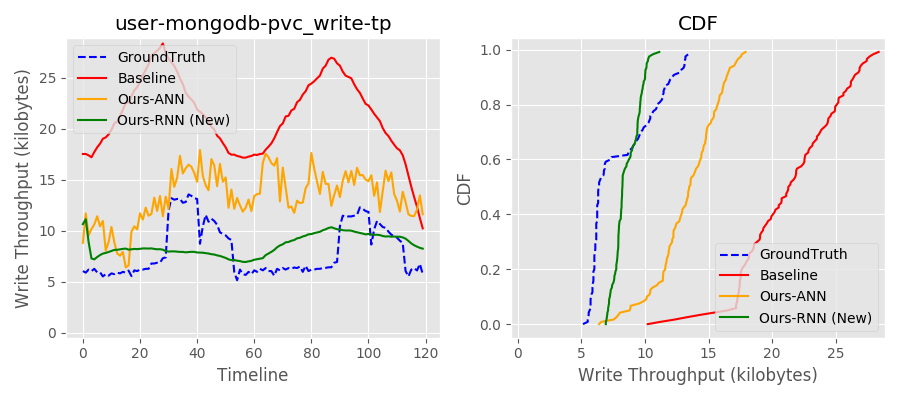 user-mongodb-pvc_write-tp
GroundTruth
Baseline
Ours-ANN
Ours-RNN (New)
Write Throughput (kilobytes)
25
20
15
10
5
0
0
20
40
60
80
100
120
Timeline
CDF
CDF
1.0
0.8
0.6
0.4
0.2
0.0
GroundTruth
Baseline
Ours-ANN
Ours-RNN (New)
0
5
10
15
20
25
Write Throughput (kilobytes)